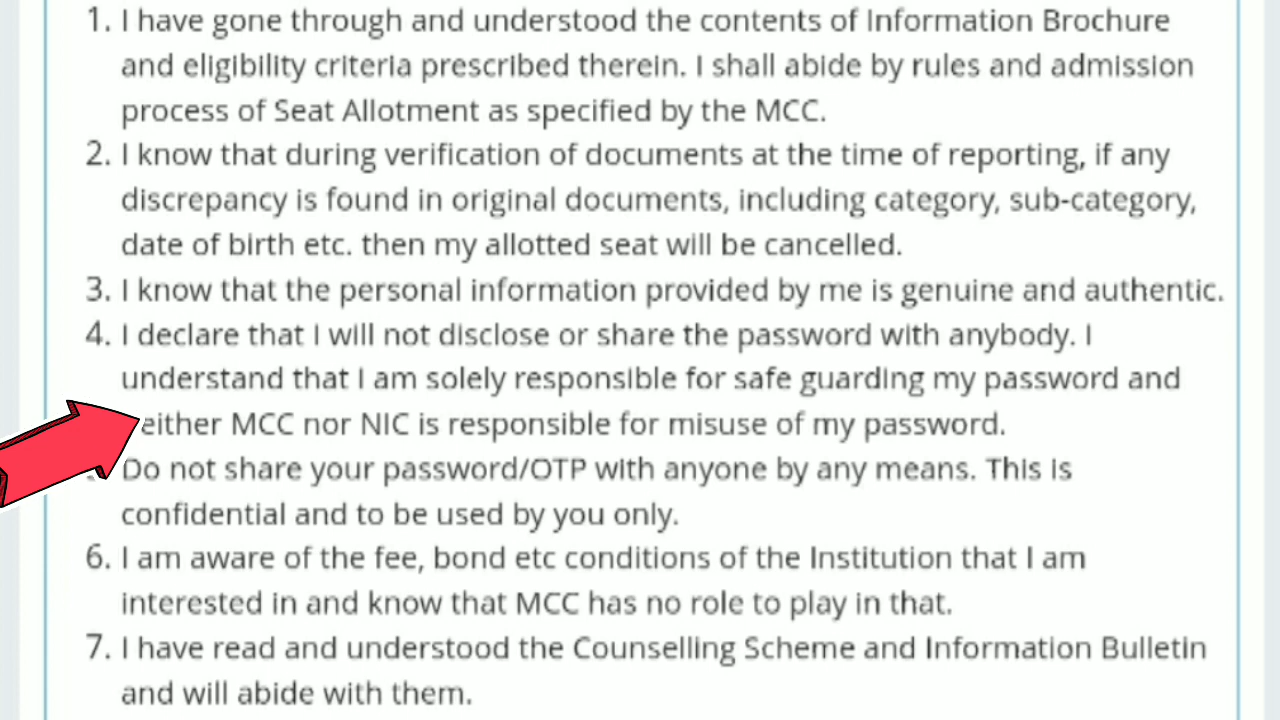 1. I have gone through and understood the contents of Information Brochure
and eligibility criteria prescribed therein. I shall abide by rules and admission
process of Seat Allotment as specified by the MCC.
2. I know that during verification of documents at the time of reporting, if any
discrepancy is found in original documents, including category, sub-category,
date of birth etc. then my allotted seat will be cancelled.
3. I know that the personal information provided by me is genuine and authentic.
4. I declare that I will not disclose or share the password with anybody. I
understand that I am solely responsible for safe guarding my password and
either MCC nor NIC is responsible for misuse of my password.
Do not share your password/OTP with anyone by any means. This is
confidential and to be used by you only.
6. I am aware of the fee, bond etc conditions of the Institution that I am
interested in and know that MCC has no role to play in that.
7. I have read and understood the Counselling Scheme and Information Bulletin
and will abide with them.